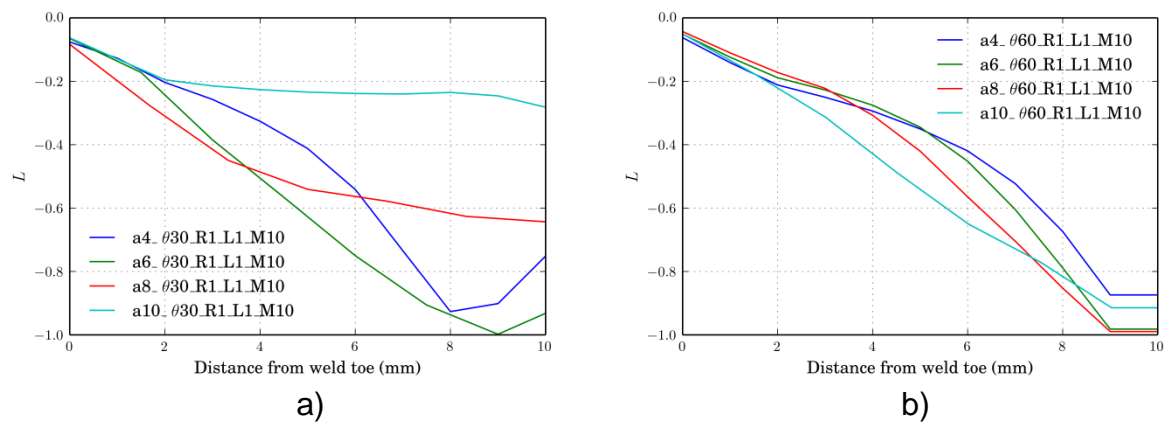 0.0
−0.2
−0.4
−0.6
−0.8
−1.0
L
a4_ θ30_R1_L1_M10
a6_ θ30_R1_L1_M10
a8_ θ30_R1_L1_M10
a10_ θ30_R1_L1_M10
0 2 4 6 8 10
Distance from weld toe (mm)
a)
0.0
−0.2
−0.4
−0.6
−0.8
−1.0
L
a4_ θ60_R1_L1_M10
a6_ θ60_R1_L1_M10
a8_ θ60_R1_L1_M10
a10_ θ60_R1_L1_M10
0 2 4 6 8 10
Distance from weld toe (mm)
b)